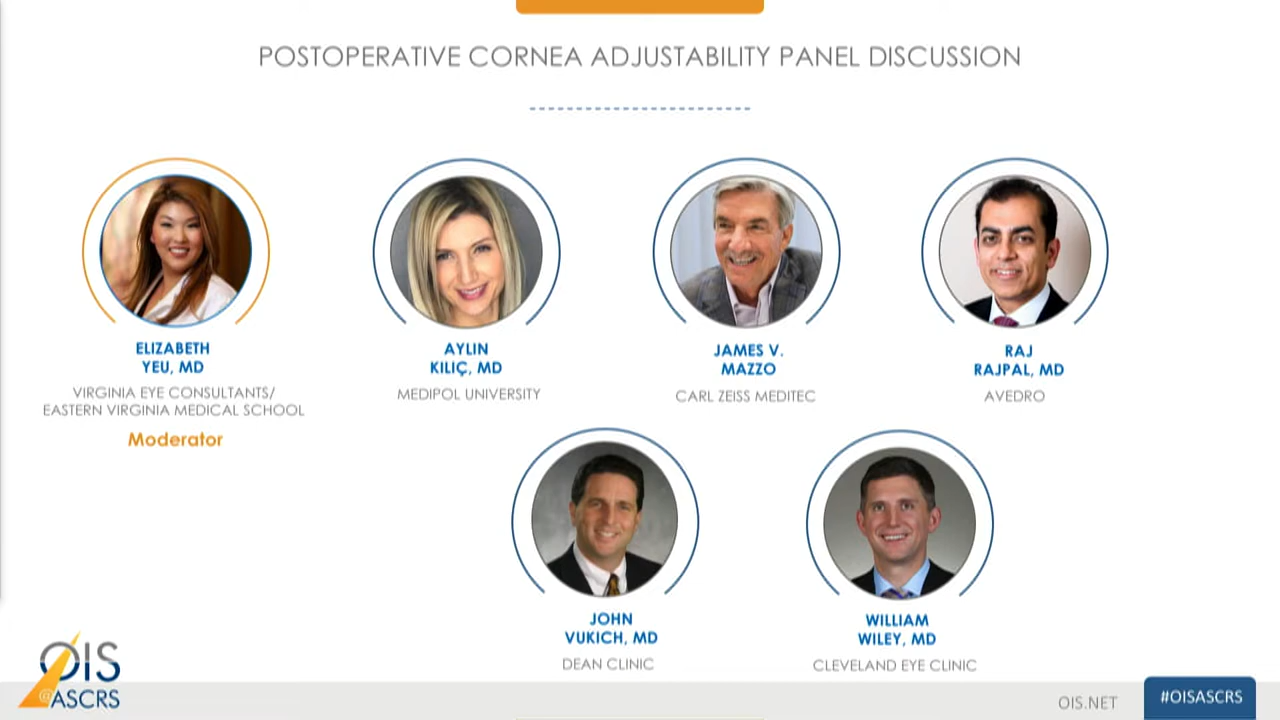 POSTOPERATIVE CORNEA ADJUSTABILITY PANEL DISCUSSION
ELIZABETH
YEU, MD
VIRGINIA EYE CONSULTANTS/
EASTERN VIRGINIA MEDICAL SCHOOL
Moderator
AYLIN
KILIÇ, MD
MEDIPOL UNIVERSITY
JAMES V.
MAZZO
CARL ZEISS MEDITEC
RAJ
RAJPAL, MD
AVEDRO
JOHN
VUKICH, MD
DEAN CLINIC
WILLIAM
WILEY, MD
CLEVELAND EYE CLINIC
OIS
@ASCRS
OIS.NET
#OISASCRS